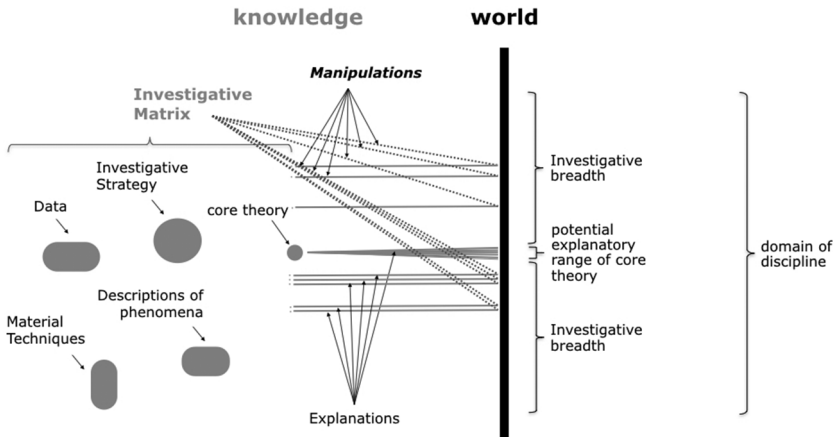 knowledge
world
Manipulations
Investigative
Matrix
Investigative
Strategy
Data
core theory
Investigative
breadth
potential
explanatory
range of core
theory
domain of
discipline
Descriptions of
phenomena
Material
Techniques
Investigative
breadth
Explanations